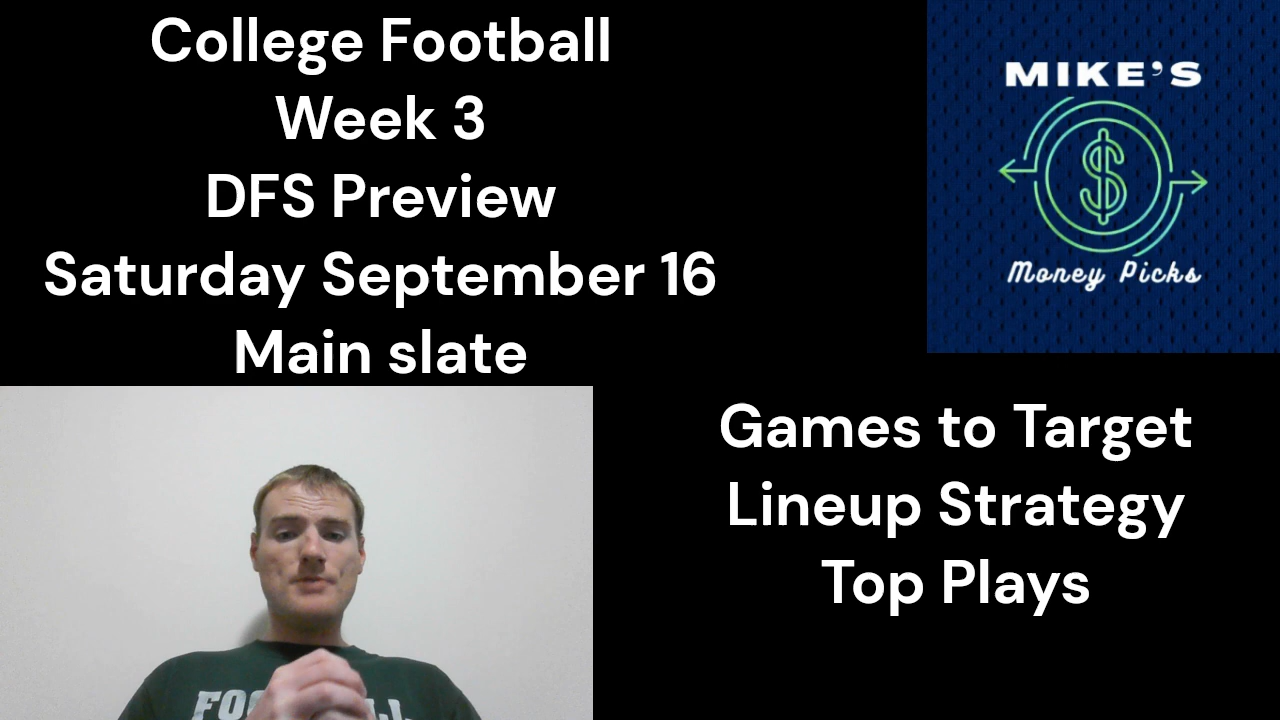 College Football
Week 3
DFS Preview
Saturday September 16
Main slate
MIKE'S
$
Money Picks
Games to Target
Lineup Strategy
Top Plays